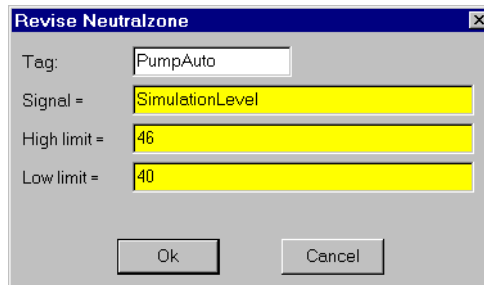 Revise Neutralzone
Tag: PumpAuto
Signal = SimulationLevel
High limit = 46
Low limit = 40
Ok Cancel